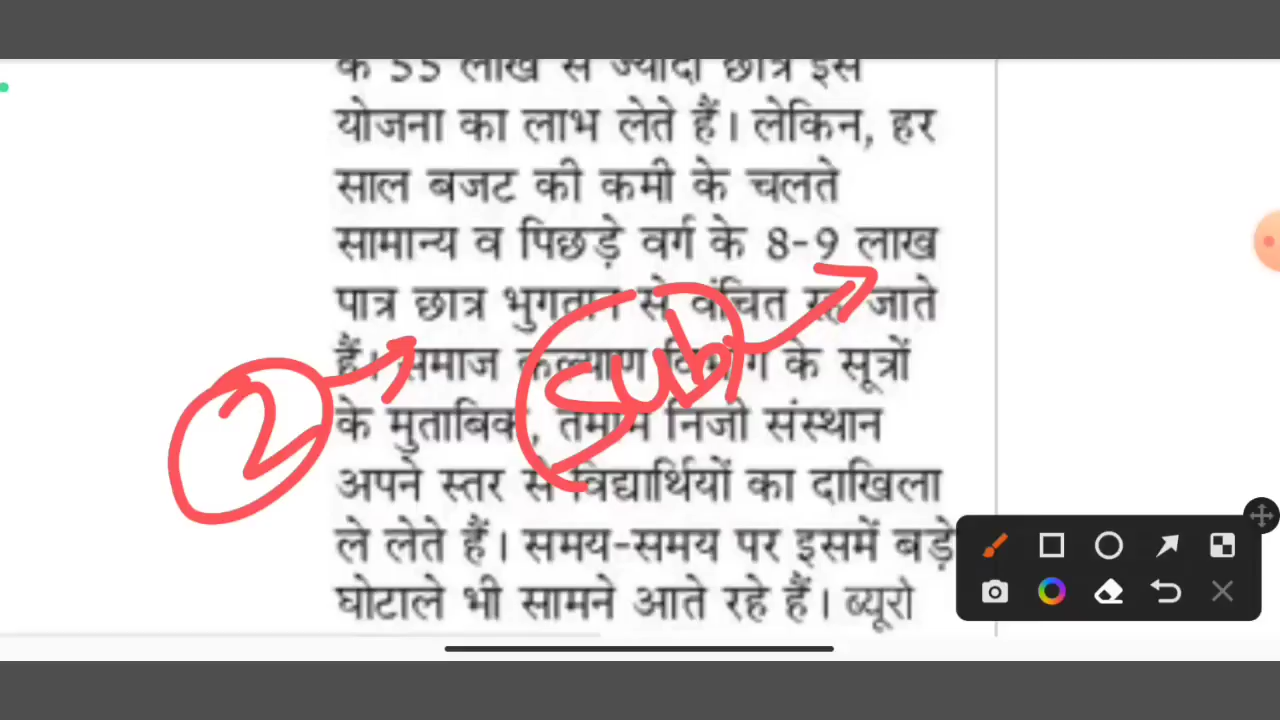 के 55 लाख से ज्यादा छात्र इस
योजना का लाभ लेते हैं। लेकिन, हर
साल बजट की कमी के चलते
सामान्य व पिछड़े वर्ग के 8-9 लाख
पात्र छात्र भुगतान से वंचित रह जाते
हैं। समाज कल्याण विभाग के सूत्रों
के मुताबिक, तमाम निजी संस्थान
अपने स्तर से विद्यार्थियों का दाखिला
ले लेते हैं। समय-समय पर इसमें बड़े
घोटाले भी सामने आते रहे हैं। ब्यूरो
2
Sub